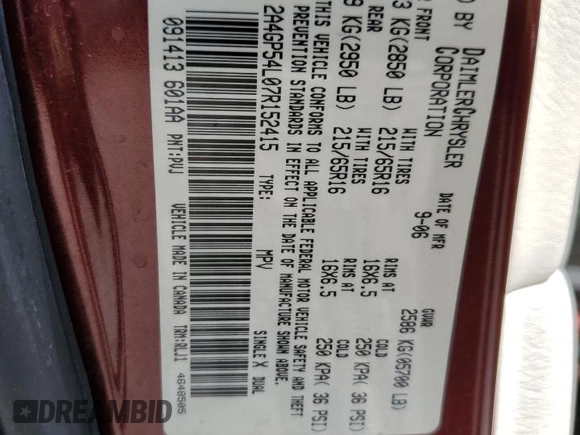 ) BY DAIMLERCHRYSLER
CORPORATION
DATE OF MFR
9-06
GVWR
2586 KG(05700 LB)
FRONT
3 KG(2850 LB)
WITH TIRES
215/65R16
RIMS AT
16X6.5
COLD
250 KPA( 36 PSI)
REAR
9 KG(2950 LB)
WITH TIRES
215/65R16
RIMS AT
16X6.5
COLD
250 KPA( 36 PSI)
THIS VEHICLE CONFORMS TO ALL APPLICABLE FEDERAL MOTOR VEHICLE SAFETY AND THEFT
PREVENTION STANDARDS IN EFFECT ON THE DATE OF MANUFACTURE SHOWN ABOVE.
2A4GP54L07R152415 TYPE: MPV SINGLE X DUAL
091413 601AA PNT:PVJ VEHICLE MADE IN CANADA TRM:RLJ1 4648505
DREAMBID